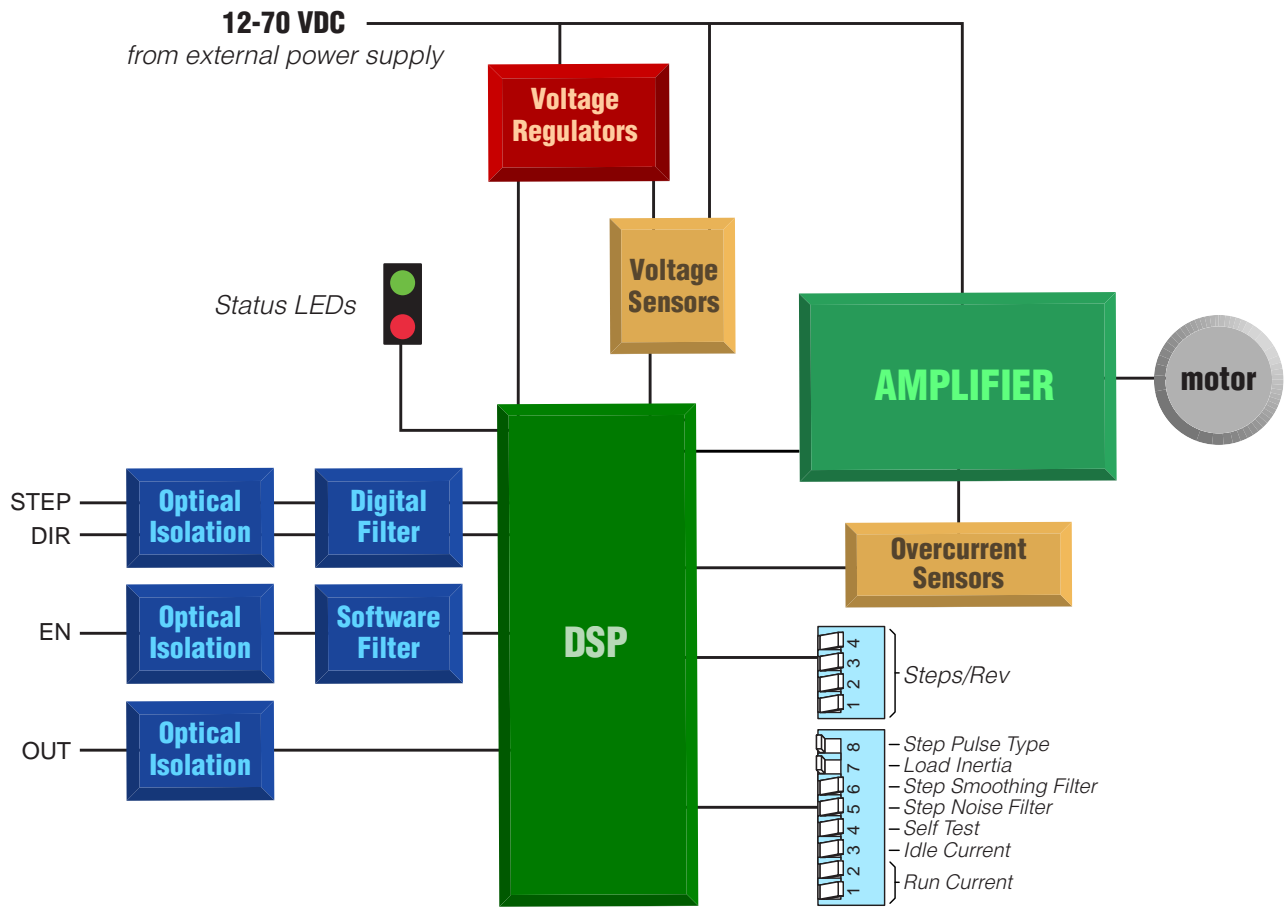 12-70 VDC
from external power supply
Voltage
Regulators
Voltage
Sensors
Status LEDs
AMPLIFIER
motor
STEP
DIR
Optical
Isolation
Digital
Filter
Overcurrent
Sensors
EN
Optical
Isolation
Software
Filter
DSP
4
3
2
1
Steps/Rev
OUT
Optical
Isolation
8
Step Pulse Type
7
Load Inertia
6
Step Smoothing Filter
5
Step Noise Filter
4
Self Test
3
Idle Current
2
1
Run Current